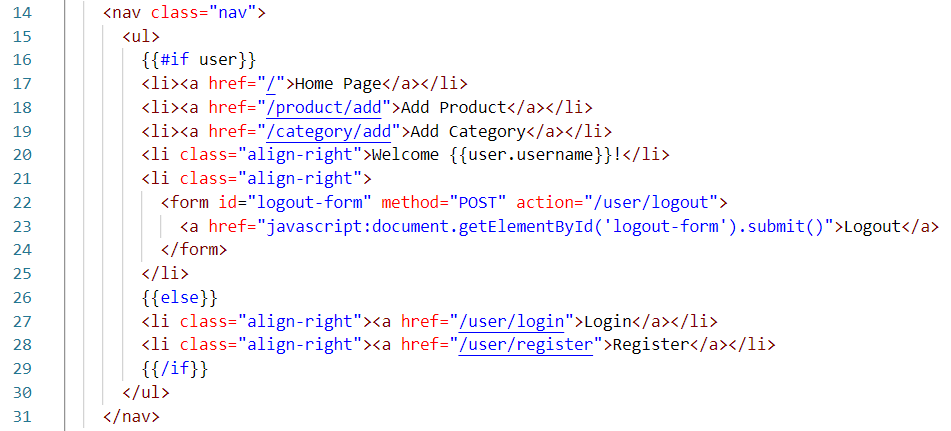 14 <nav class="nav">
15 <ul>
16 {{#if user}}
17 <li><a href="/">Home Page</a></li>
18 <li><a href="/product/add">Add Product</a></li>
19 <li><a href="/category/add">Add Category</a></li>
20 <li class="align-right">Welcome {{user.username}}!</li>
21 <li class="align-right">
22 <form id="logout-form" method="POST" action="/user/logout">
23 <a href="javascript:document.getElementById('logout-form').submit()">Logout</a>
24 </form>
25 </li>
26 {{else}}
27 <li class="align-right"><a href="/user/login">Login</a></li>
28 <li class="align-right"><a href="/user/register">Register</a></li>
29 {{/if}}
30 </ul>
31 </nav>